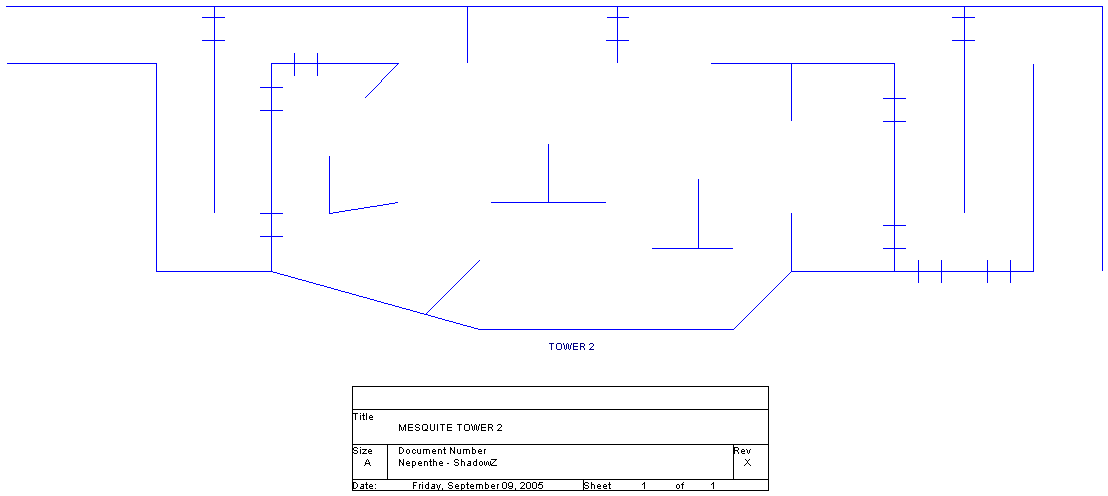 TOWER 2
Title
MESQUITE TOWER 2
Size Document Number Rev
A Nepenthe - ShadowZ X
Date: Friday, September 09, 2005 Sheet 1 of 1